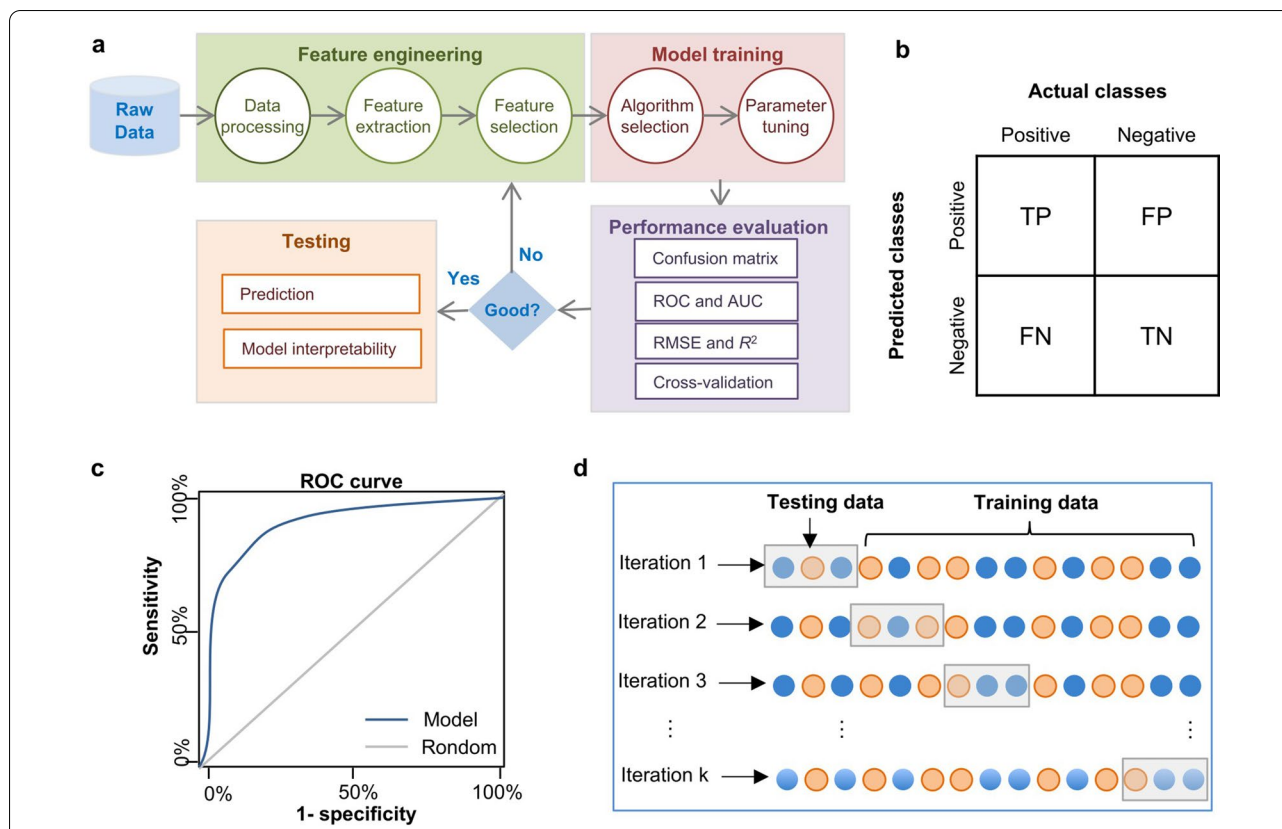 a
Feature engineering
Model training
Raw
Data
Data
processing
Feature
extraction
Feature
selection
Algorithm
selection
Parameter
tuning
Testing
Prediction
Model interpretability
Yes
No
Good?
Performance evaluation
Confusion matrix
ROC and AUC
RMSE and R²
Cross-validation
b
Actual classes
Positive Negative
Predicted classes
Positive
Negative
TP FP
FN TN
c
ROC curve
Sensitivity
100%
50%
0%
Model
Rondom
0% 50% 100%
1- specificity
d
Testing data Training data
Iteration 1
Iteration 2
Iteration 3
⋮ ⋮ ⋮
Iteration k